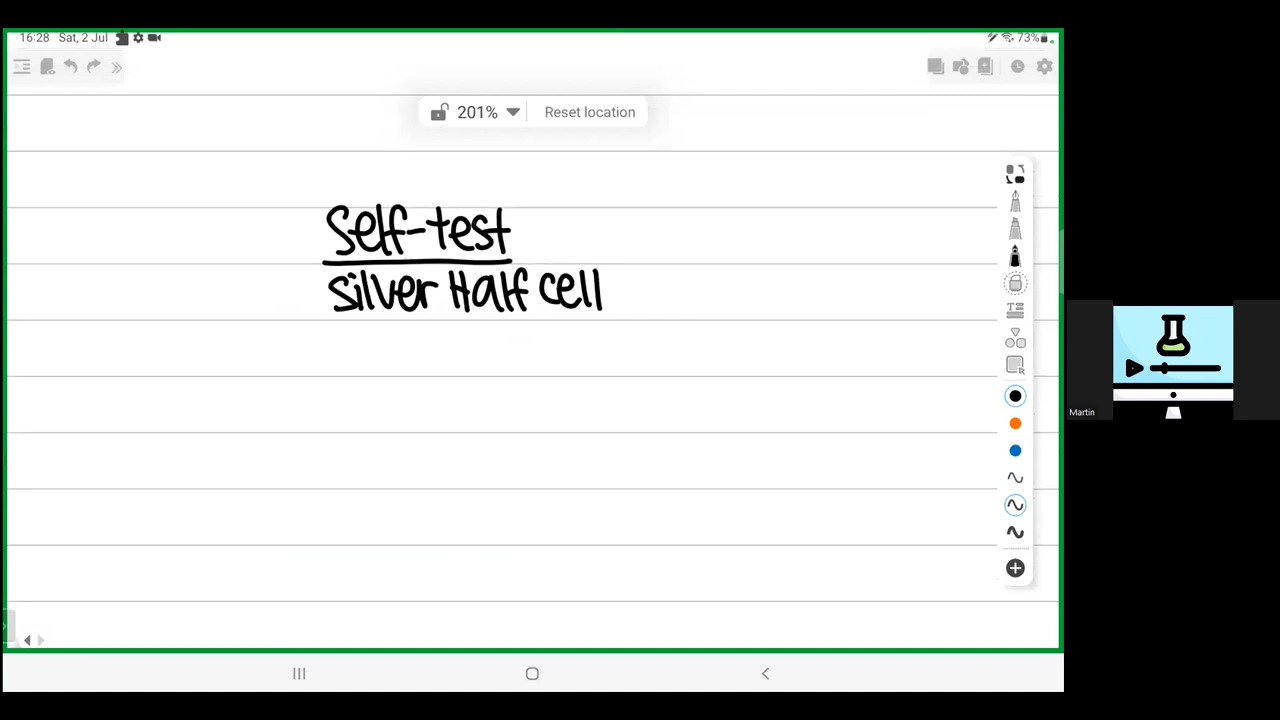 16:28 Sat, 2 Jul
73%
201% Reset location
Self-test
silver Half cell
Martin